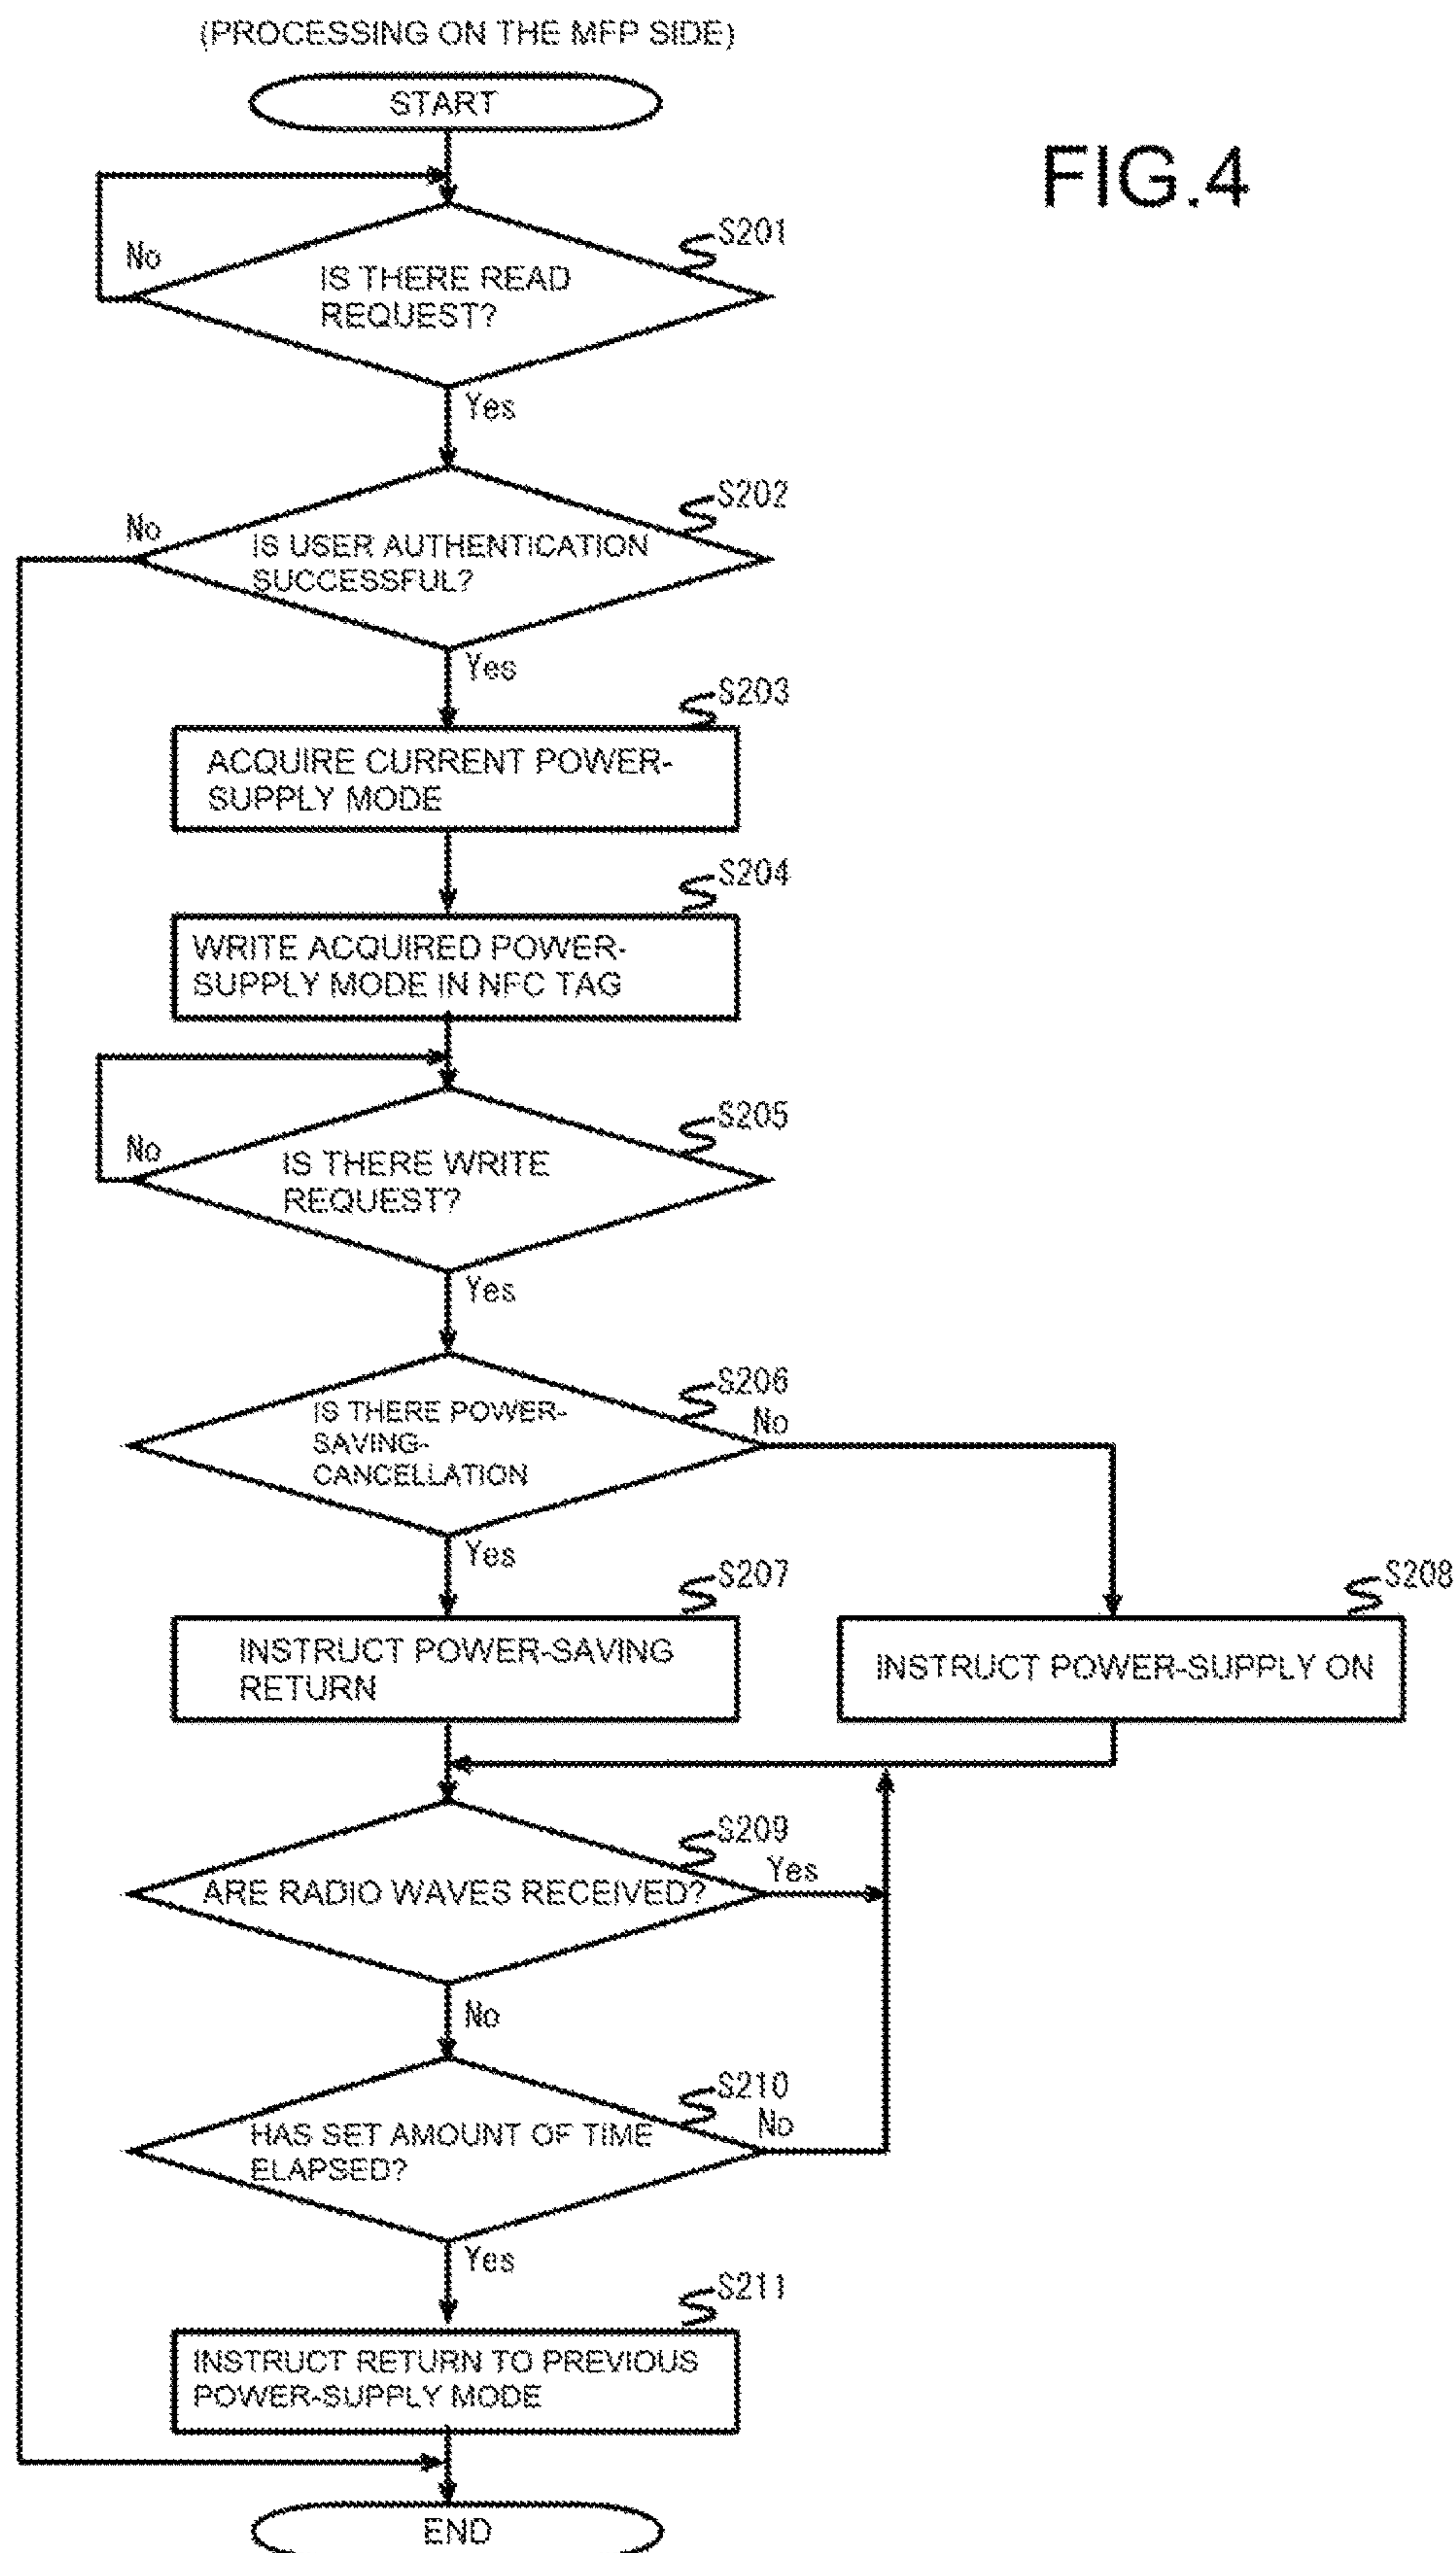 (PROCESSING ON THE MFP SIDE)
START
FIG.4
S201
No
IS THERE READ
REQUEST?
Yes
S202
No
IS USER AUTHENTICATION
SUCCESSFUL?
Yes
S203
ACQUIRE CURRENT POWER-
SUPPLY MODE
S204
WRITE ACQUIRED POWER-
SUPPLY MODE IN NFC TAG
S205
No
IS THERE WRITE
REQUEST?
Yes
S206
No
IS THERE POWER-
SAVING-
CANCELLATION
Yes
S207
S208
INSTRUCT POWER-SAVING
RETURN
INSTRUCT POWER-SUPPLY ON
S209
Yes
ARE RADIO WAVES RECEIVED?
No
S210
No
HAS SET AMOUNT OF TIME
ELAPSED?
Yes
S211
INSTRUCT RETURN TO PREVIOUS
POWER-SUPPLY MODE
END